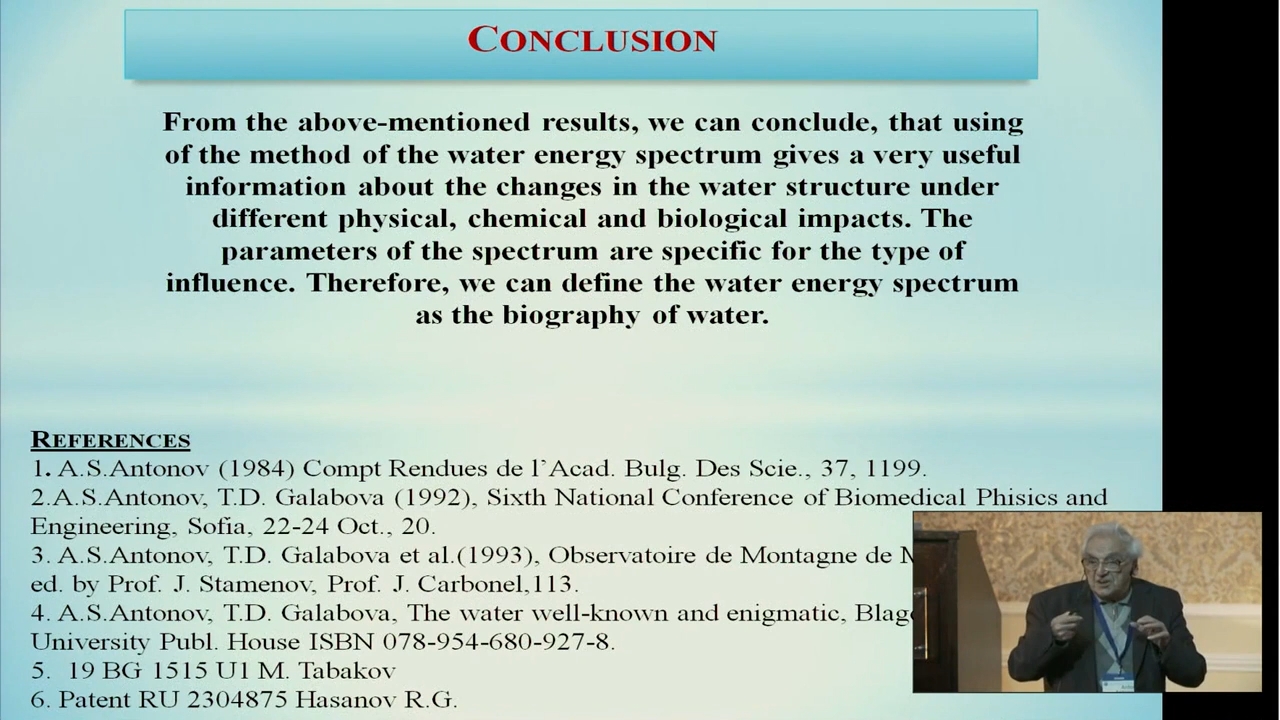 CONCLUSION
From the above-mentioned results, we can conclude, that using
of the method of the water energy spectrum gives a very useful
information about the changes in the water structure under
different physical, chemical and biological impacts. The
parameters of the spectrum are specific for the type of
influence. Therefore, we can define the water energy spectrum
as the biography of water.
REFERENCES
1. A.S.Antonov (1984) Compt Rendues de l'Acad. Bulg. Des Scie., 37, 1199.
2.A.S.Antonov, T.D. Galabova (1992), Sixth National Conference of Biomedical Phisics and
Engineering, Sofia, 22-24 Oct., 20.
3. A.S.Antonov, T.D. Galabova et al.(1993), Observatoire de Montagne de
ed. by Prof. J. Stamenov, Prof. J. Carbonel,113.
4. A.S.Antonov, T.D. Galabova, The water well-known and enigmatic,
University Publ. House ISBN 078-954-680-927-8.
5. 19 BG 1515 U1 M. Tabakov
6. Patent RU 2304875 Hasanov R.G.